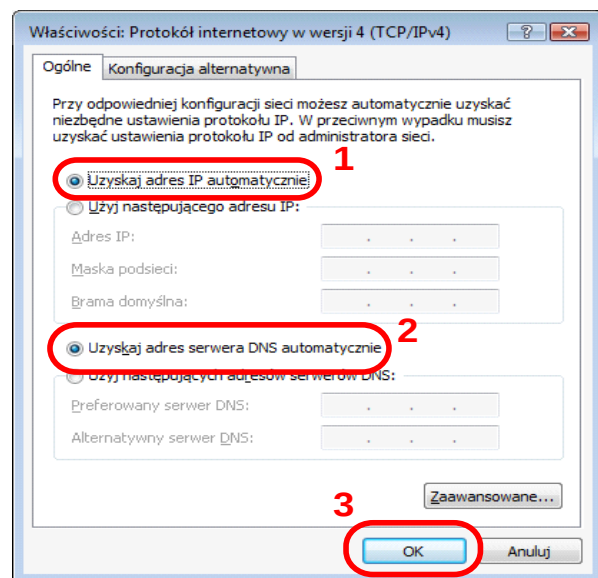 Właściwości: Protokół internetowy w wersji 4 (TCP/IPv4)
Ogólne Konfiguracja alternatywna
Przy odpowiedniej konfiguracji sieci możesz automatycznie uzyskać
niezbędne ustawienia protokołu IP. W przeciwnym wypadku musisz
uzyskać ustawienia protokołu IP od administratora sieci.
1
Uzyskaj adres IP automatycznie
Użyj następującego adresu IP:
Adres IP:
Maska podsieci:
Brama domyślna:
2
Uzyskaj adres serwera DNS automatycznie
Użyj następujących adresów serwerów DNS:
Preferowany serwer DNS:
Alternatywny serwer DNS:
Zaawansowane...
3
OK Anuluj